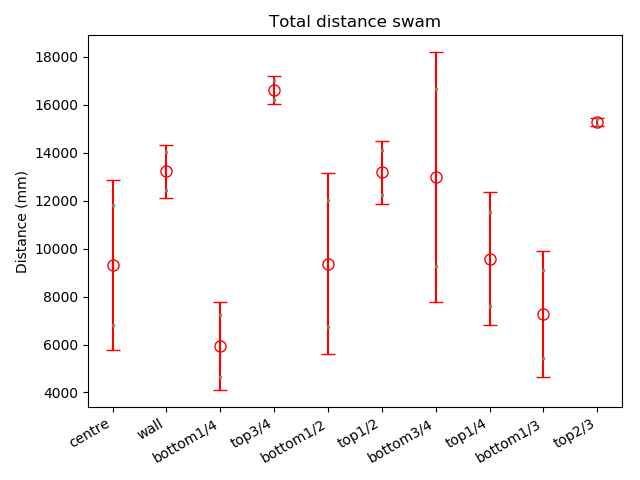 Total distance swam
Distance (mm)
18000
16000
14000
12000
10000
8000
6000
4000
centre
wall
bottom1/4
top3/4
bottom1/2
top1/2
bottom3/4
top1/4
bottom1/3
top2/3